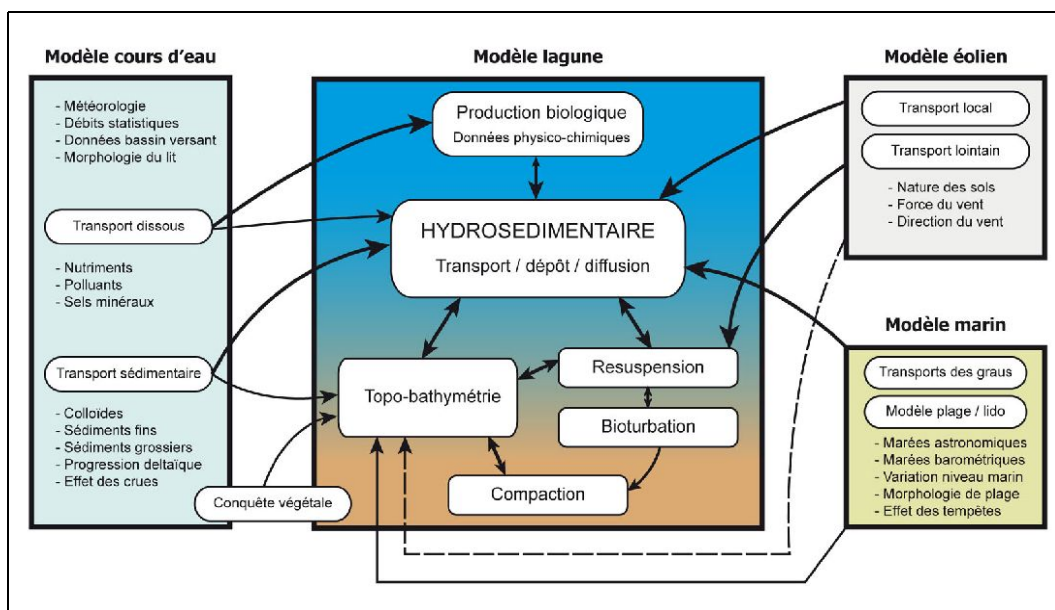 Modèle cours d'eau
- Météorologie
- Débits statistiques
- Données bassin versant
- Morphologie du lit
Transport dissous
- Nutriments
- Polluants
- Sels minéraux
Transport sédimentaire
- Colloïdes
- Sédiments fins
- Sédiments grossiers
- Progression deltaïque
- Effet des crues
Conquête végétale
Modèle lagune
Production biologique
Données physico-chimiques
HYDROSEDIMENTAIRE
Transport / dépôt / diffusion
Topo-bathymétrie
Resuspension
Bioturbation
Compaction
Modèle éolien
Transport local
Transport lointain
- Nature des sols
- Force du vent
- Direction du vent
Modèle marin
Transports des graus
Modèle plage / lido
- Marées astronomiques
- Marées barométriques
- Variation niveau marin
- Morphologie de plage
- Effet des tempêtes